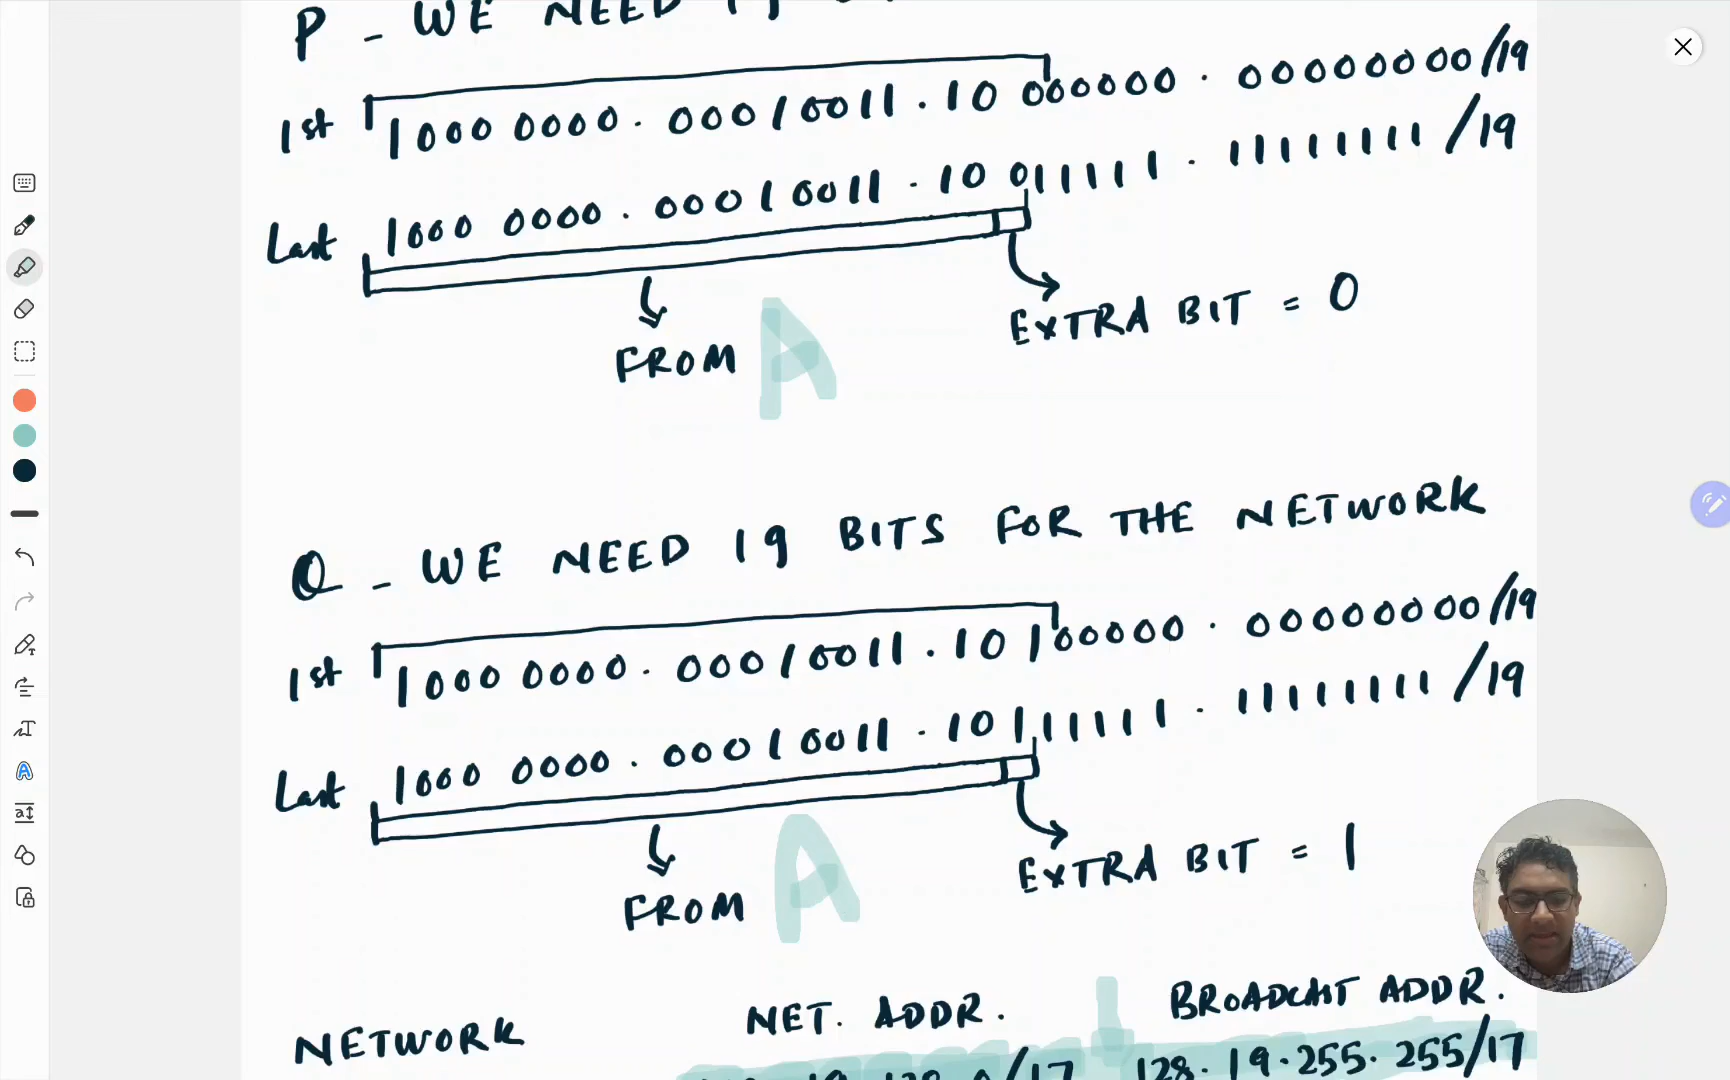 P - WE NEED 19
1st 1000 0000 . 0001 0011 . 10 000000 . 00000000 /19
Last 1000 0000 . 0001 0011 . 10 011111 . 11111111 /19
FROM A
EXTRA BIT = 0
Q - WE NEED 19 BITS FOR THE NETWORK
1st 1000 0000 . 0001 0011 . 10 100000 . 00000000 /19
Last 1000 0000 . 0001 0011 . 10 111111 . 11111111 /19
FROM A
EXTRA BIT = 1
NETWORK NET. ADDR. BROADCAST ADDR.
128.19.255.255/17